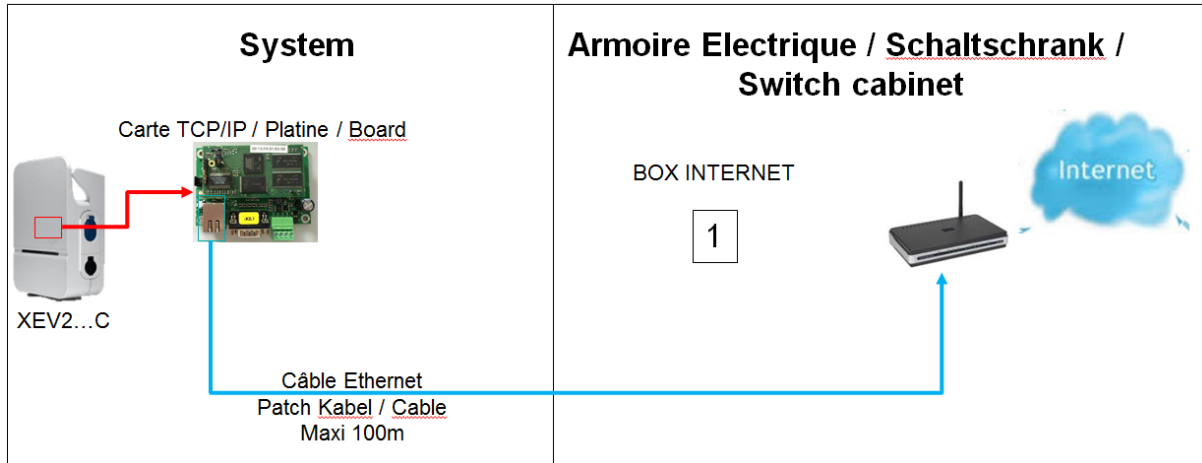 System
Armoire Electrique / Schaltschrank /
Switch cabinet
Carte TCP/IP / Platine / Board
BOX INTERNET
1
Internet
XEV2…C
Câble Ethernet
Patch Kabel / Cable
Maxi 100m